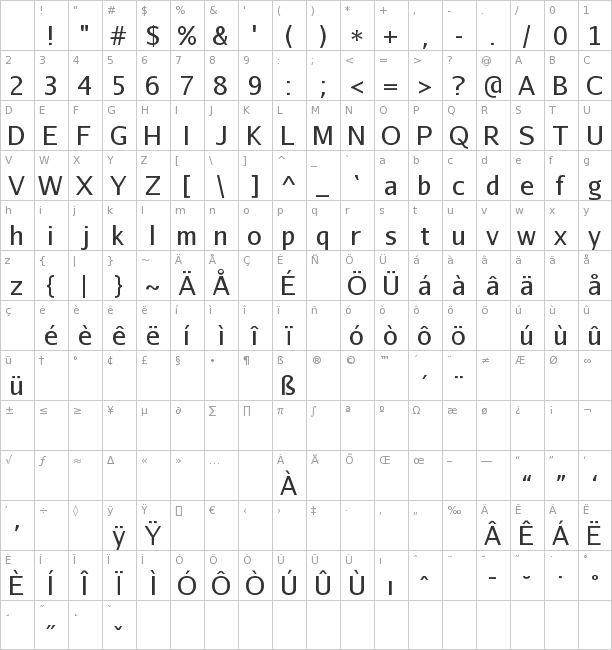 ! " # $ % & ' ( ) * + , - . / 0 1
! " # $ % & ' ( ) * + , - . / 0 1
2 3 4 5 6 7 8 9 : ; < = > ? @ A B C
2 3 4 5 6 7 8 9 : ; < = > ? @ A B C
D E F G H I J K L M N O P Q R S T U
D E F G H I J K L M N O P Q R S T U
V W X Y Z [ \ ] ^ _ ` a b c d e f g
V W X Y Z [ \ ] ^ _ ` a b c d e f g
h i j k l m n o p q r s t u v w x y
h i j k l m n o p q r s t u v w x y
z { | } ~ Ä Å Ç É Ñ Ö Ü á à â ä ã å
z { | } ~ Ä Å É Ö Ü á à â ä å
ç é è ê ë í ì î ï ñ ó ò ô ö õ ú ù û
é è ê ë í ì î ï ó ò ô ö ú ù û
ü † ° ¢ £ § • ¶ ß ® © ™ ´ ¨ ≠ Æ Ø
ü ß ´ ¨
± ≤ ≥ ¥ µ ∂ ∑ ∏ π ∫ ª º Ω æ ø ¿ ¡ ¬
√ ƒ ≈ ∆ « » … À Ã Õ Œ œ – — “ ” ‘
À “ ” ‘
’ ÷ ◊ ÿ Ÿ € ‹ › ‡ · ‚ „ ‰ Â Ê Á Ë
’ ÿ Ÿ Â Ê Á Ë
È Í Î Ï Ì Ó Ô Ò Ú Û Ù ı ˆ ˜ ¯ ˘ ˙ ˚
È Í Î Ï Ì Ó Ô Ò Ú Û Ù ı ˆ ¯ ˘ ˙ ˚
¸ ˝ ˛ ˇ
˝ ˇ